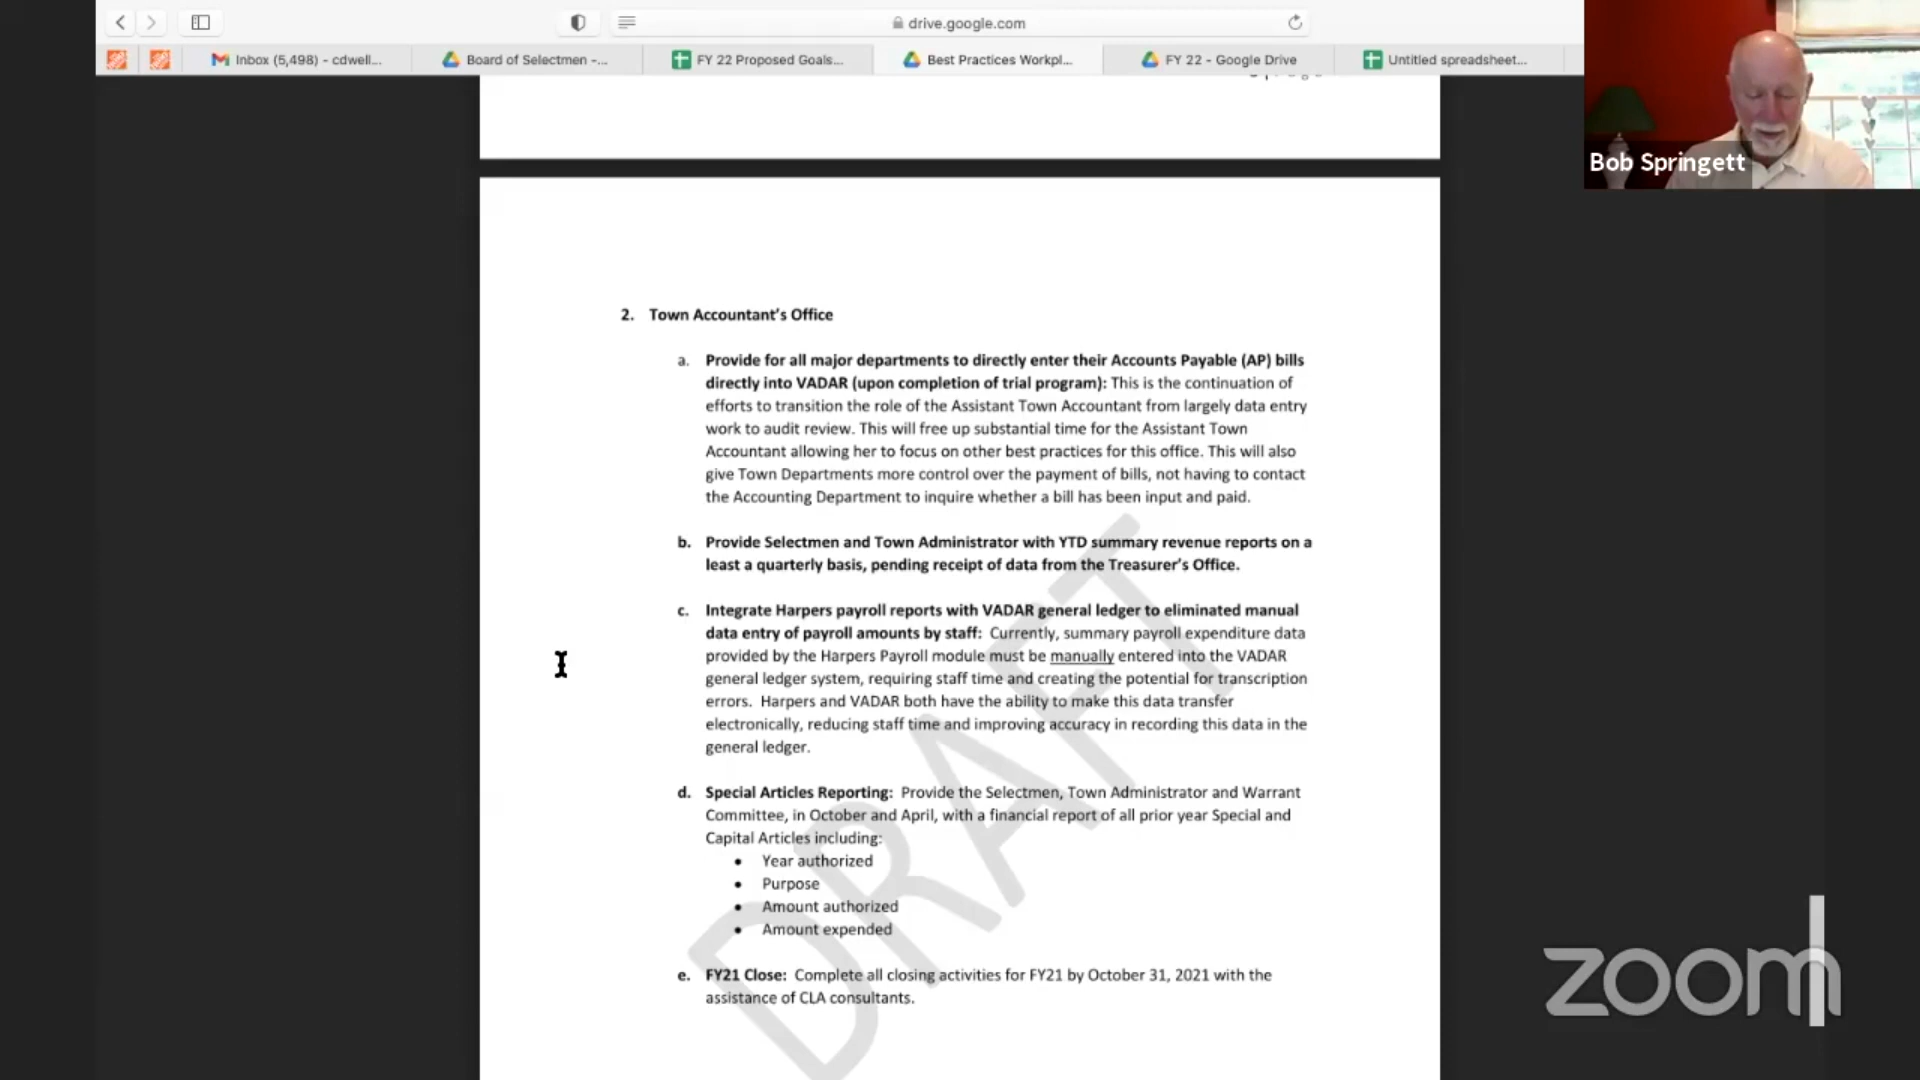 drive.google.com
Inbox (5,498) - cdwell...
Board of Selectmen -...
FY 22 Proposed Goals...
Best Practices Workpl...
FY 22 - Google Drive
Untitled spreadsheet...
Bob Springett
2. Town Accountant's Office
a. Provide for all major departments to directly enter their Accounts Payable (AP) bills
directly into VADAR (upon completion of trial program): This is the continuation of
efforts to transition the role of the Assistant Town Accountant from largely data entry
work to audit review. This will free up substantial time for the Assistant Town
Accountant allowing her to focus on other best practices for this office. This will also
give Town Departments more control over the payment of bills, not having to contact
the Accounting Department to inquire whether a bill has been input and paid.
b. Provide Selectmen and Town Administrator with YTD summary revenue reports on a
least a quarterly basis, pending receipt of data from the Treasurer's Office.
c. Integrate Harpers payroll reports with VADAR general ledger to eliminated manual
data entry of payroll amounts by staff: Currently, summary payroll expenditure data
provided by the Harpers Payroll module must be manually entered into the VADAR
general ledger system, requiring staff time and creating the potential for transcription
errors. Harpers and VADAR both have the ability to make this data transfer
electronically, reducing staff time and improving accuracy in recording this data in the
general ledger.
d. Special Articles Reporting: Provide the Selectmen, Town Administrator and Warrant
Committee, in October and April, with a financial report of all prior year Special and
Capital Articles including:
• Year authorized
• Purpose
• Amount authorized
• Amount expended
e. FY21 Close: Complete all closing activities for FY21 by October 31, 2021 with the
assistance of CLA consultants.
DRAFT
zoom